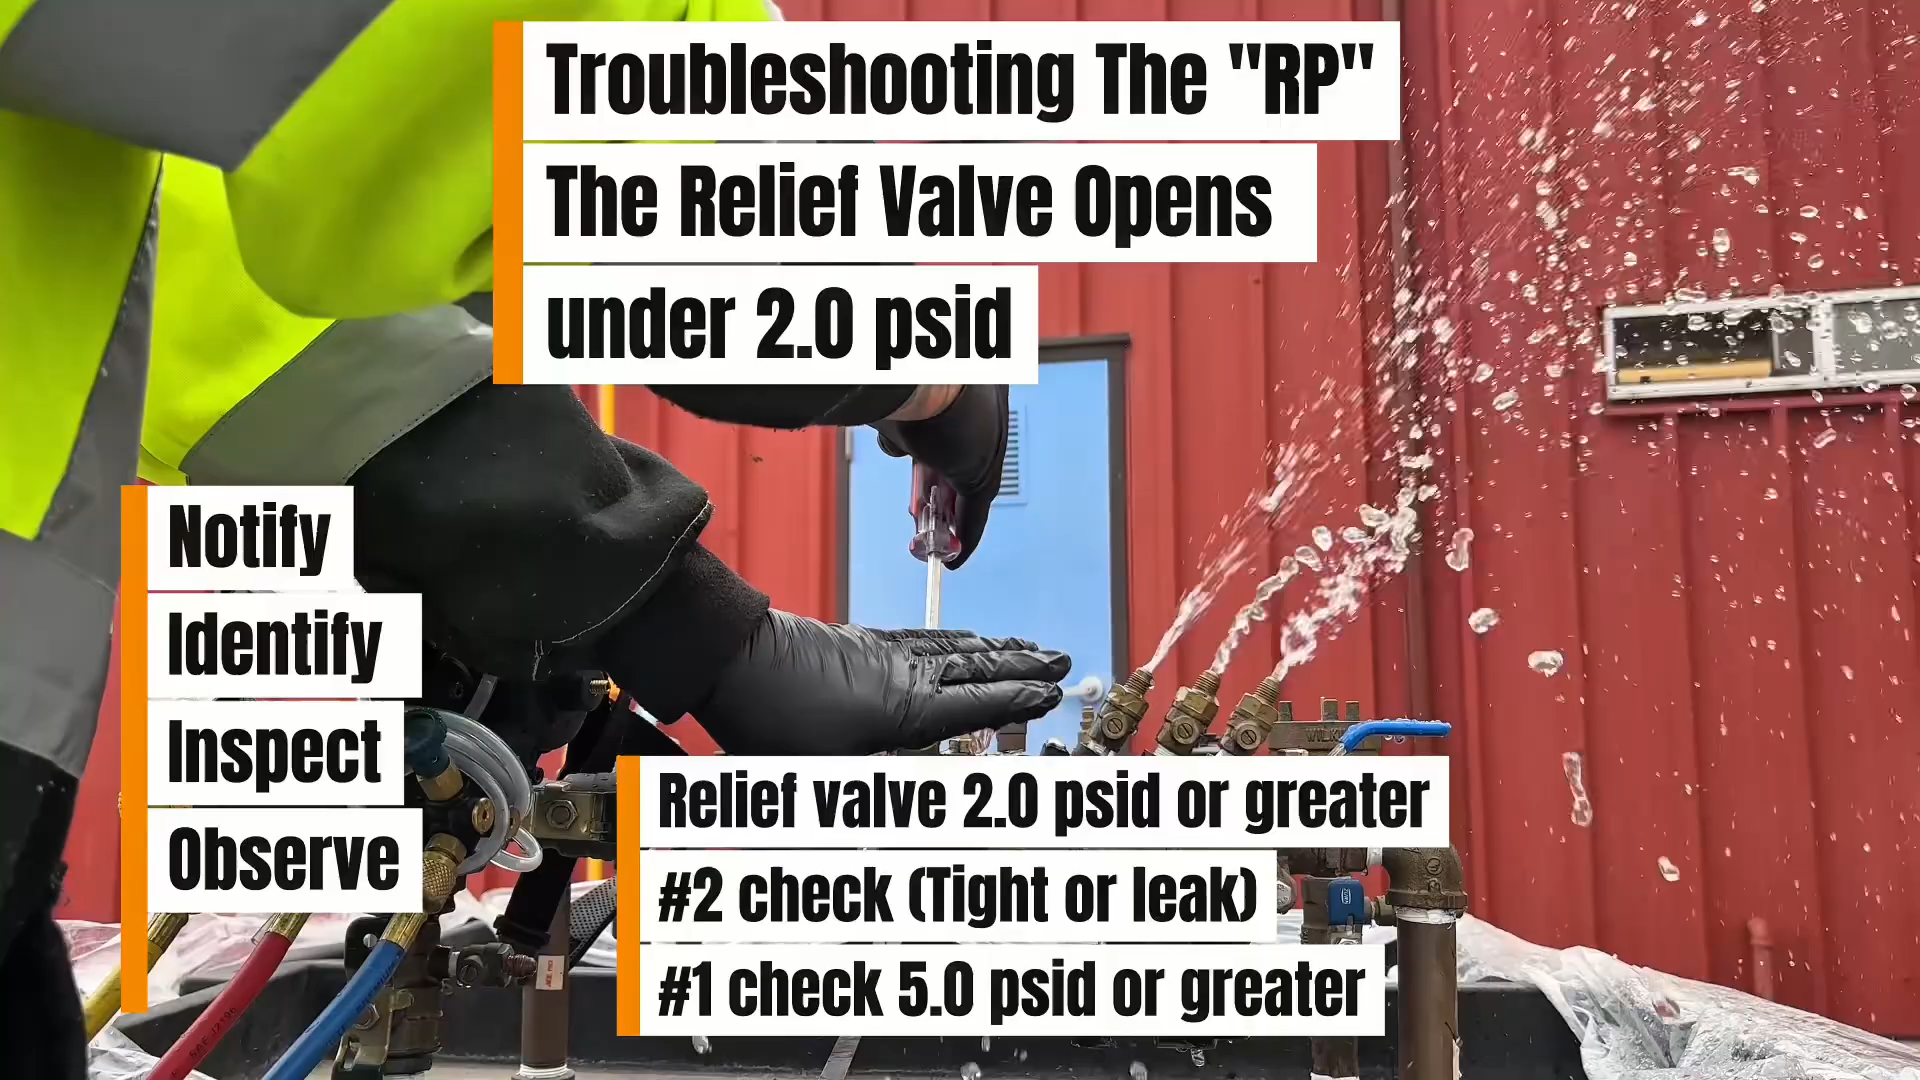 Troubleshooting The "RP"
The Relief Valve Opens
under 2.0 psid
Notify
Identify
Inspect
Observe
Relief valve 2.0 psid or greater
#2 check (Tight or leak)
#1 check 5.0 psid or greater